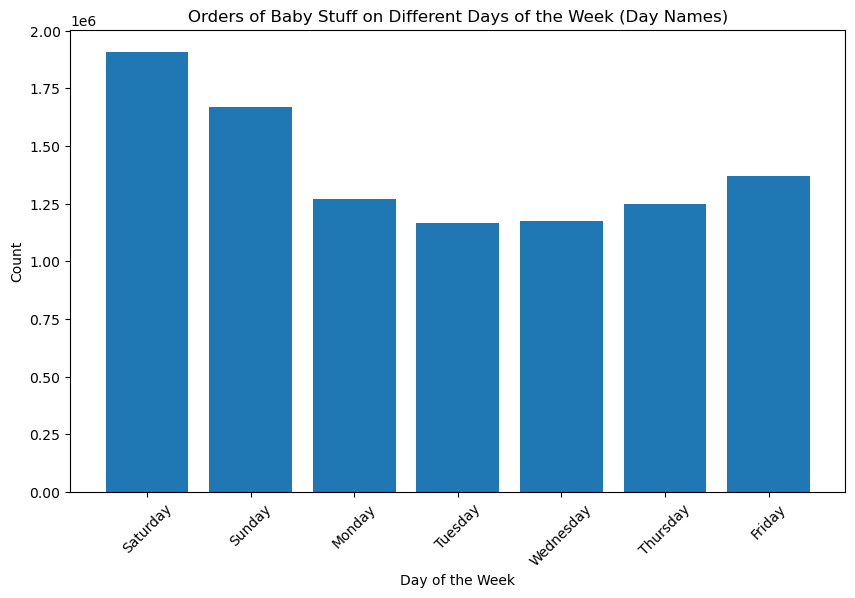 Orders of Baby Stuff on Different Days of the Week (Day Names)
1e6
2.00
1.75
1.50
1.25
1.00
0.75
0.50
0.25
0.00
Count
Saturday
Sunday
Monday
Tuesday
Wednesday
Thursday
Friday
Day of the Week